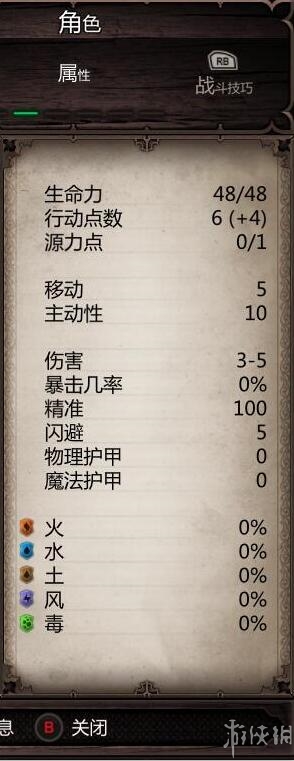 角色
属性
RB
战斗技巧
生命力 48/48
行动点数 6 (+4)
源力点 0/1
移动 5
主动性 10
伤害 3-5
暴击几率 0%
精准 100
闪避 5
物理护甲 0
魔法护甲 0
火 0%
水 0%
土 0%
风 0%
毒 0%
息 B 关闭
游侠网